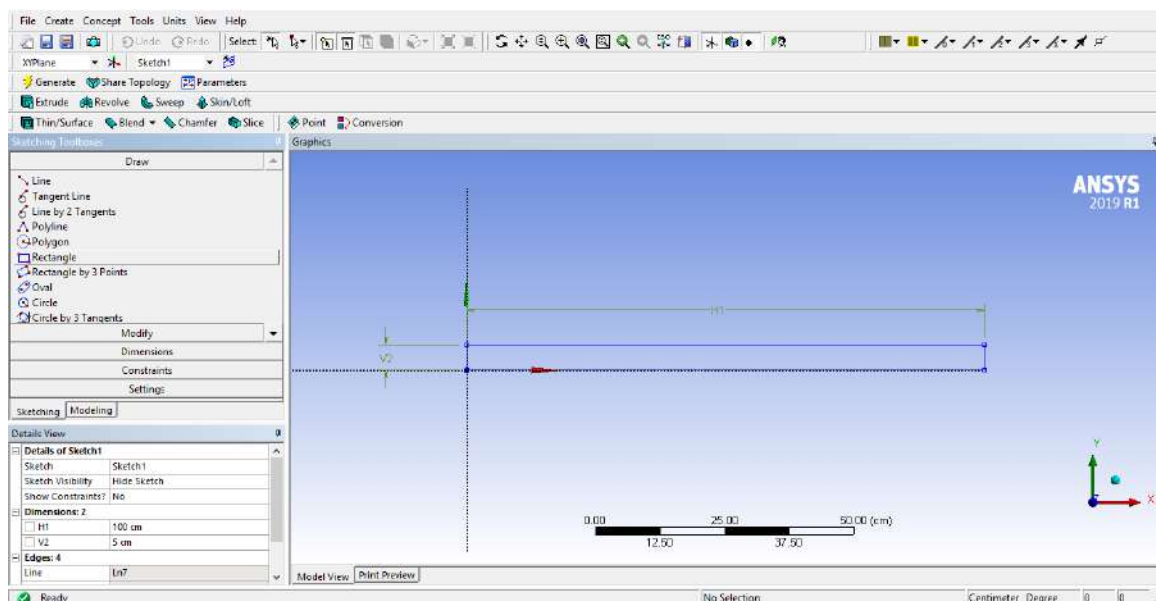 File Create Concept Tools Units View Help
Undo Redo Select:
XYPlane Sketch1
Generate Share Topology Parameters
Extrude Revolve Sweep Skin/Loft
Thin/Surface Blend Chamfer Slice Point Conversion
Sketching Toolboxes
Draw
Line
Tangent Line
Line by 2 Tangents
Polyline
Polygon
Rectangle
Rectangle by 3 Points
Oval
Circle
Circle by 3 Tangents
Modify
Dimensions
Constraints
Settings
Sketching Modeling
Details View
Details of Sketch1
Sketch Sketch1
Sketch Visibility Hide Sketch
Show Constraints? No
Dimensions: 2
H1 100 cm
V2 5 cm
Edges: 4
Line Ln7
Graphics
ANSYS
2019 R1
H1
V2
Y
X
0.00 25.00 50.00 (cm)
12.50 37.50
Model View Print Preview
Ready No Selection Centimeter Degree 0 0